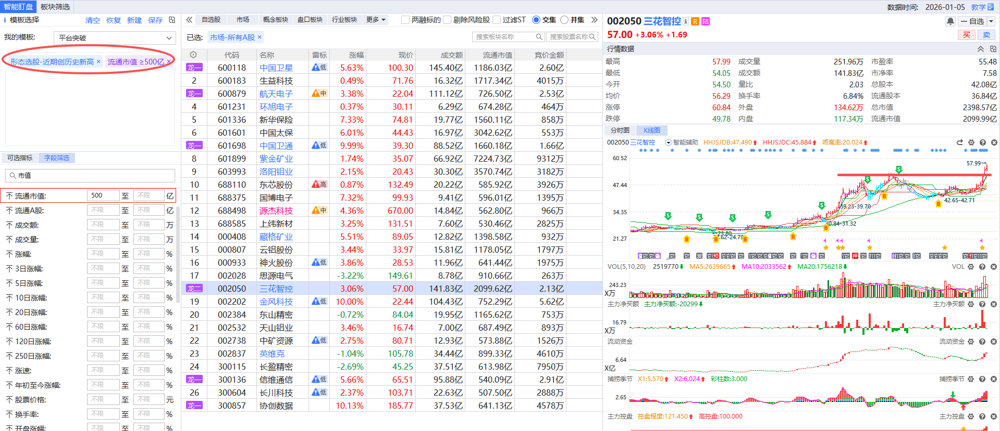 智能盯盘 板块筛选 数据时间: 2026-01-05 教学
模板选择 清空 恢复 新建 保存
我的模板: 平台突破
形态选股-近期创历史新高 × 流通市值 ≥500亿 ×
可选指标 字段筛选
市值
流通市值: 500 至 不限 亿
流通A股: 不限 至 不限 亿
成交额: 不限 至 不限 万
成交量: 不限 至 不限 万
涨幅: 不限 至 不限 %
3日涨幅: 不限 至 不限 %
5日涨幅: 不限 至 不限 %
10日涨幅: 不限 至 不限 %
20日涨幅: 不限 至 不限 %
60日涨幅: 不限 至 不限 %
120日涨幅: 不限 至 不限 %
250日涨幅: 不限 至 不限 %
涨速: 不限 至 不限 %
年初至今涨幅: 不限 至 不限 %
股票价格: 不限 至 不限 元
换手率: 不限 至 不限 %
开盘涨幅: 不限 至 不限 %
自选股 市场 概念板块 盘口板块 行业板块 更多 两融标的 剔除风险股 过滤ST 交集 并集
已选: 市场-所有A股 × 搜索板块名称 搜索股票名称
代码 名称 雷标 涨幅 现价 成交额 流通市值 竞价金额
龙一 600118 中国卫星 低 5.63% 100.30 145.40亿 1186.03亿 2.60亿
2 600183 生益科技 0.49% 71.76 16.32亿 1717.34亿 4015万
龙一 600879 航天电子 中 3.38% 22.04 111.12亿 726.50亿 2.53亿
4 601231 环旭电子 0.37% 30.11 6.29亿 674.28亿 464万
5 601336 新华保险 7.33% 74.81 19.77亿 1560.11亿 858万
6 601601 中国太保 6.01% 44.43 16.97亿 3042.62亿 553万
龙一 601698 中国卫通 低 9.99% 39.30 88.52亿 1660.18亿 1.66亿
8 601899 紫金矿业 1.74% 35.07 66.92亿 7224.73亿 9312万
9 603993 洛阳钼业 2.15% 20.43 30.30亿 3570.74亿 3182万
10 688110 东芯股份 高 0.87% 132.49 20.22亿 585.92亿 3926万
11 688375 国博电子 7.32% 99.93 9.41亿 596.01亿 1395万
12 688498 源杰科技 中 4.36% 670.00 14.84亿 562.80亿 966万
13 688585 上纬新材 3.25% 131.51 7.60亿 530.46亿 2825万
14 000408 藏格矿业 5.51% 89.05 12.82亿 1398.58亿 932万
15 000807 云铝股份 3.44% 33.97 15.81亿 1178.05亿 1797万
16 000933 神火股份 低 3.86% 28.53 11.96亿 641.44亿 1975万
17 002028 思源电气 -3.22% 149.61 8.78亿 910.66亿 263万
龙二 002050 三花智控 3.06% 57.00 141.83亿 2099.62亿 2.13亿
19 002202 金风科技 低 10.00% 22.44 104.43亿 752.29亿 5.62亿
20 002384 东山精密 -0.72% 84.04 19.95亿 1165.62亿 753万
21 002532 天山铝业 3.46% 16.74 7.00亿 687.49亿 893万
22 002738 中矿资源 低 2.75% 80.71 12.93亿 573.88亿 1526万
23 002837 英维克 -1.04% 105.78 34.44亿 899.33亿 4610万
24 300115 长盈精密 -2.69% 45.25 37.51亿 613.98亿 7950万
龙一 300136 信维通信 低 5.66% 65.51 95.88亿 540.09亿 2.91亿
26 300604 长川科技 低 2.37% 103.71 22.63亿 507.50亿 2888万
龙一 300857 协创数据 10.13% 185.77 37.53亿 641.13亿 4578万
002050 三花智控 R 陆 自选
57.00 +3.06% +1.69 买 卖
行情数据
最高 57.99 成交量 251.96万 市盈率 55.48
最低 54.05 成交额 141.83亿 市净率 7.58
今开 54.50 量比 2.03 总股本 42.08亿
均价 56.29 换手率 6.84% 流通股本 36.84亿
涨停 60.84 外盘 134.62万 总市值 2398.57亿
跌停 49.78 内盘 117.34万 流通市值 2099.99亿
分时图 K线图
002050 三花智控 智能辅助 HHJSJDB:47.490 HHJSJDC:45.884 乖离率:20.024
60.52
57.99
47.44
42.65-42.71
39.23-39.70
34.35
30.84-31.32
23.80
.62-24.79
21.27
VOL(5,10,20) 2519770 MA5:2639665 MA10:2033562 MA20:1756218 VOL
243.23
X万
主力净买额 主力净买额:-20299 主力净买额
16.79
X万
流动资金 流动资金
6.64
X亿
捕捞季节 X1:5.570 X2:6.024 彩柱数:3.000 捕捞季节
2.65
主力控盘 控盘程度:121.450 高控盘:100.000 主力控盘